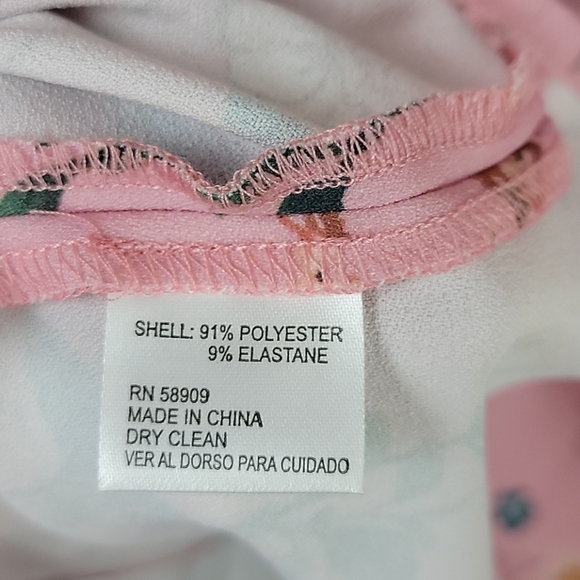 SHELL: 91% POLYESTER
9% ELASTANE
RN 58909
MADE IN CHINA
DRY CLEAN
VER AL DORSO PARA CUIDADO